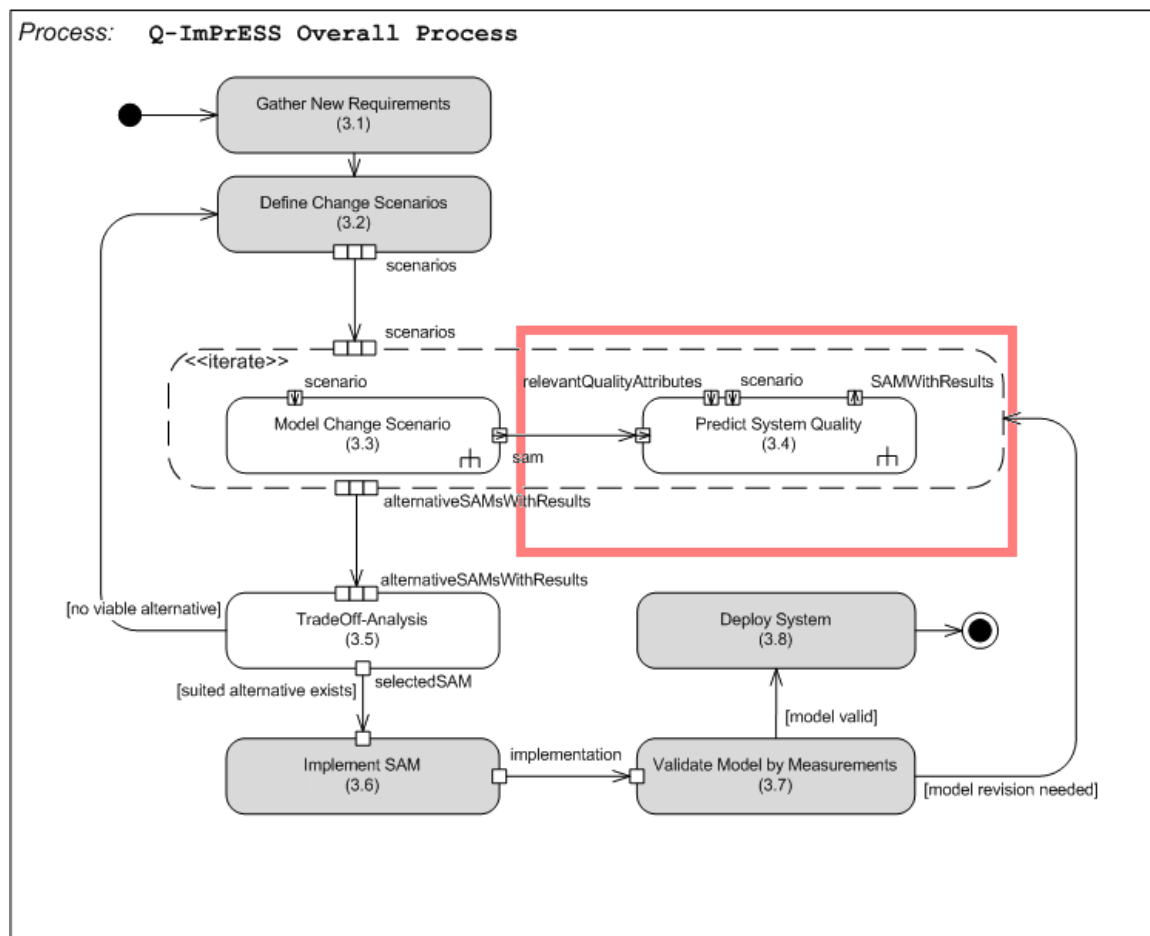 Process: Q-ImPrESS Overall Process
Gather New Requirements
(3.1)
Define Change Scenarios
(3.2)
scenarios
scenarios
<<iterate>>
scenario
relevantQualityAttributes
scenario
SAMWithResults
Model Change Scenario
(3.3)
sam
Predict System Quality
(3.4)
alternativeSAMsWithResults
alternativeSAMsWithResults
[no viable alternative]
TradeOff-Analysis
(3.5)
Deploy System
(3.8)
selectedSAM
[suited alternative exists]
[model valid]
Implement SAM
(3.6)
implementation
Validate Model by Measurements
(3.7)
[model revision needed]